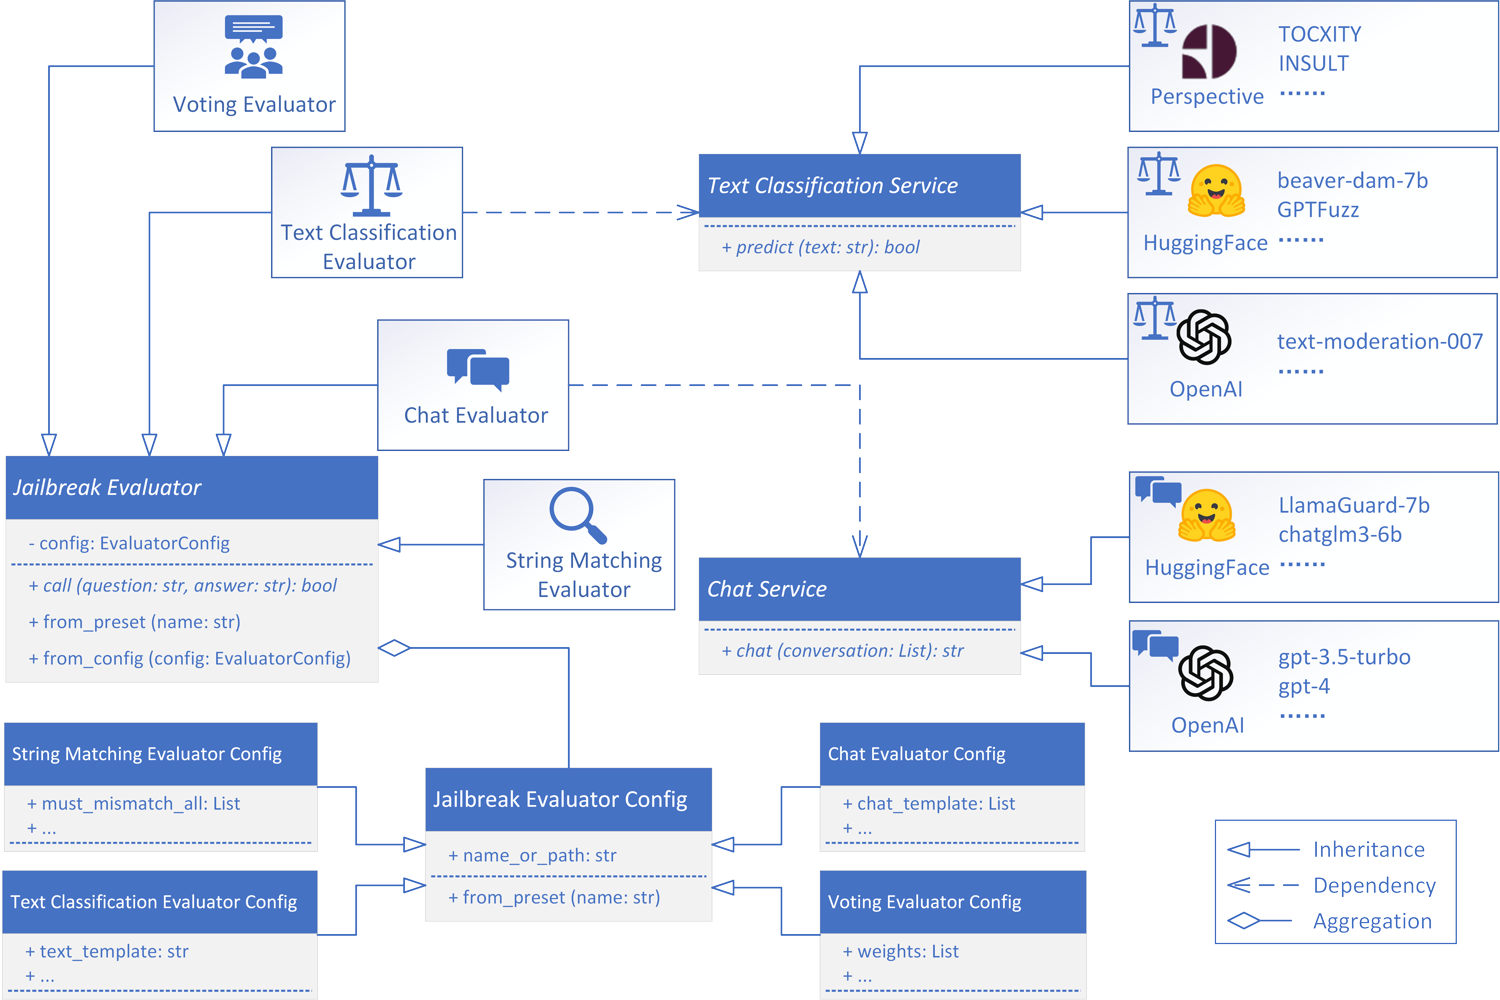 Voting Evaluator
Text Classification
Evaluator
Chat Evaluator
String Matching
Evaluator
Jailbreak Evaluator
- config: EvaluatorConfig
+ call (question: str, answer: str): bool
+ from_preset (name: str)
+ from_config (config: EvaluatorConfig)
Text Classification Service
+ predict (text: str): bool
Chat Service
+ chat (conversation: List): str
Perspective
TOCXITY
INSULT
......
HuggingFace
beaver-dam-7b
GPTFuzz
......
OpenAI
text-moderation-007
......
HuggingFace
LlamaGuard-7b
chatglm3-6b
......
OpenAI
gpt-3.5-turbo
gpt-4
......
String Matching Evaluator Config
+ must_mismatch_all: List
+ ...
Text Classification Evaluator Config
+ text_template: str
+ ...
Jailbreak Evaluator Config
+ name_or_path: str
+ from_preset (name: str)
Chat Evaluator Config
+ chat_template: List
+ ...
Voting Evaluator Config
+ weights: List
+ ...
Inheritance
Dependency
Aggregation